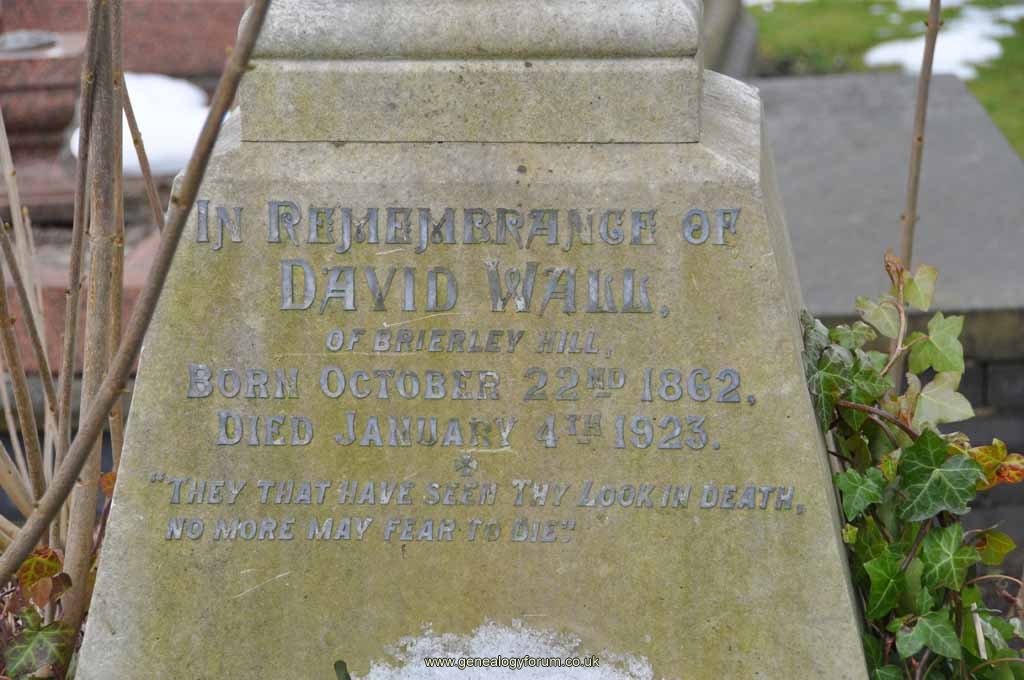 In Remembrance of
David Wall,
of Brierley Hill,
Born October 22nd 1862,
Died January 4th 1923.
"They that have seen Thy Look in death,
no more may fear to die".
www.genealogyforum.co.uk